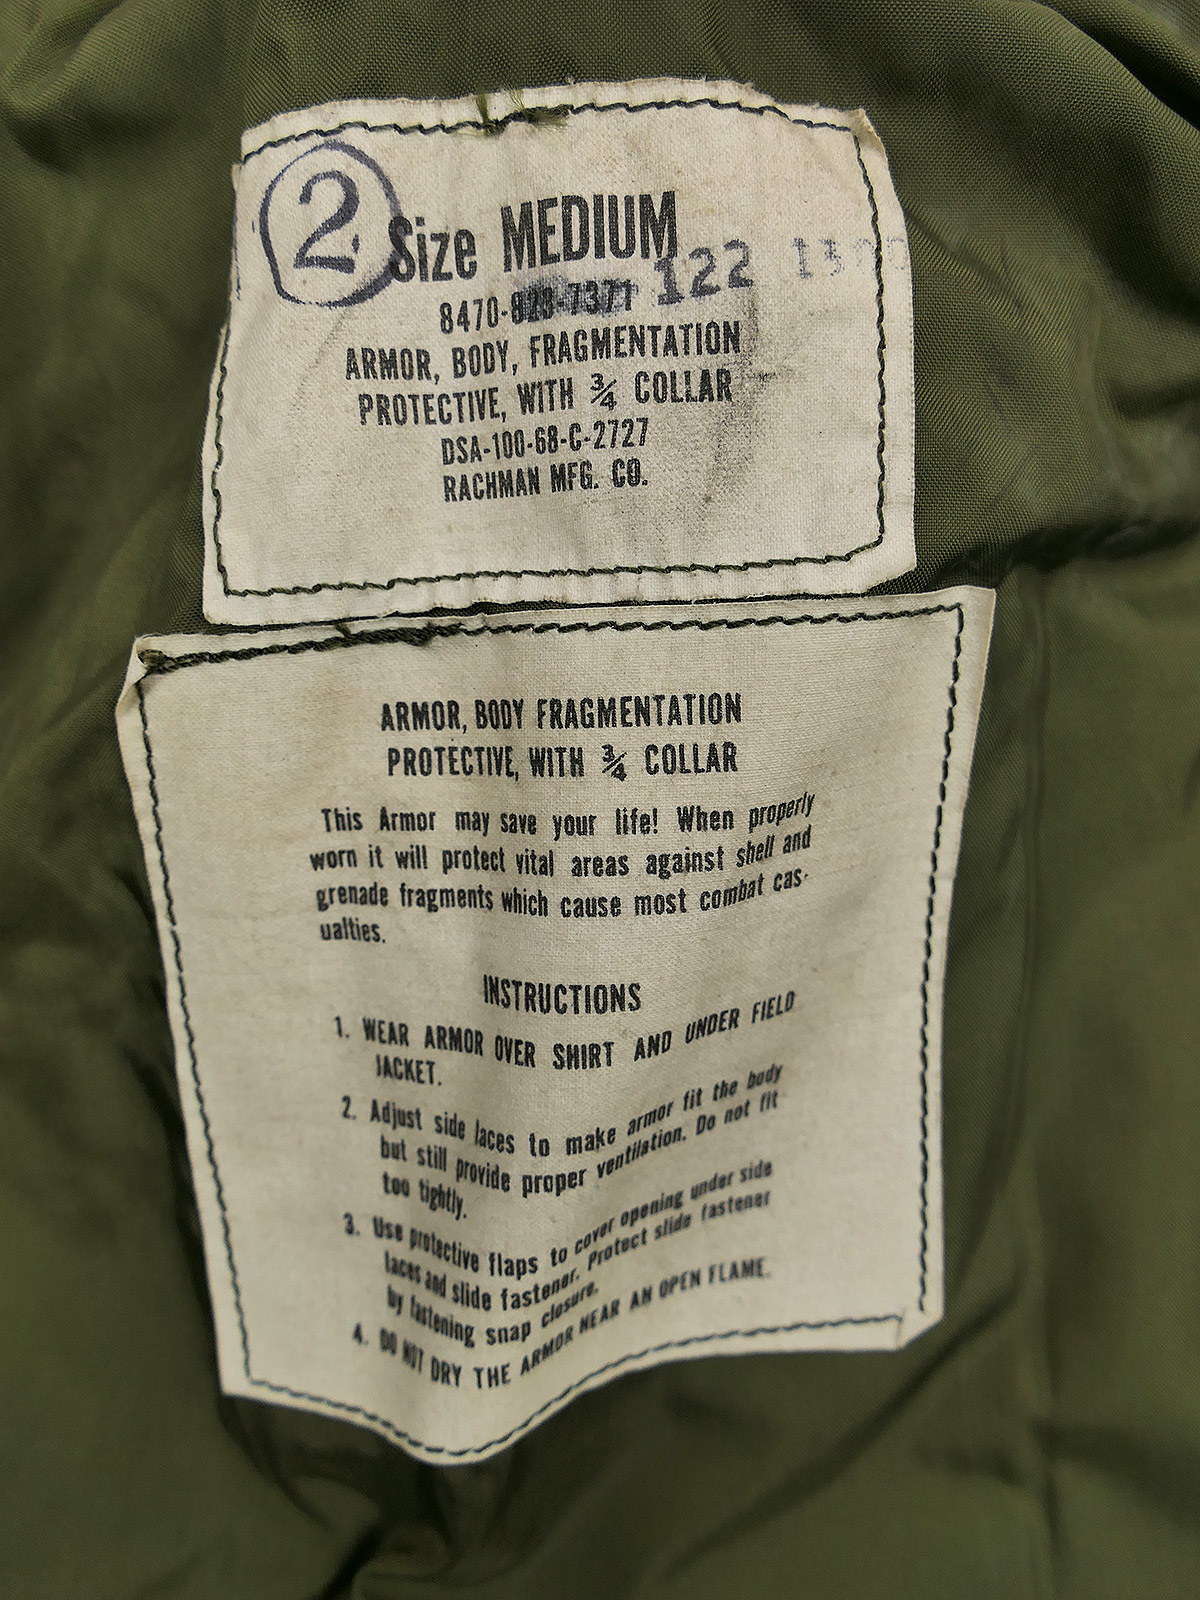 2
Size MEDIUM
122
8470-823-7371
ARMOR, BODY, FRAGMENTATION
PROTECTIVE, WITH ¾ COLLAR
DSA-100-68-C-2727
RACHMAN MFG. CO.
ARMOR, BODY FRAGMENTATION
PROTECTIVE, WITH ¾ COLLAR
This Armor may save your life! When properly
worn it will protect vital areas against shell and
grenade fragments which cause most combat cas-
ualties.
INSTRUCTIONS
1. WEAR ARMOR OVER SHIRT AND UNDER FIELD
JACKET.
2. Adjust side laces to make armor fit the body
but still provide proper ventilation. Do not fit
too tightly.
3. Use protective flaps to cover opening under side
laces and slide fastener. Protect slide fastener
by fastening snap closure.
4. DO NOT DRY THE ARMOR NEAR AN OPEN FLAME.